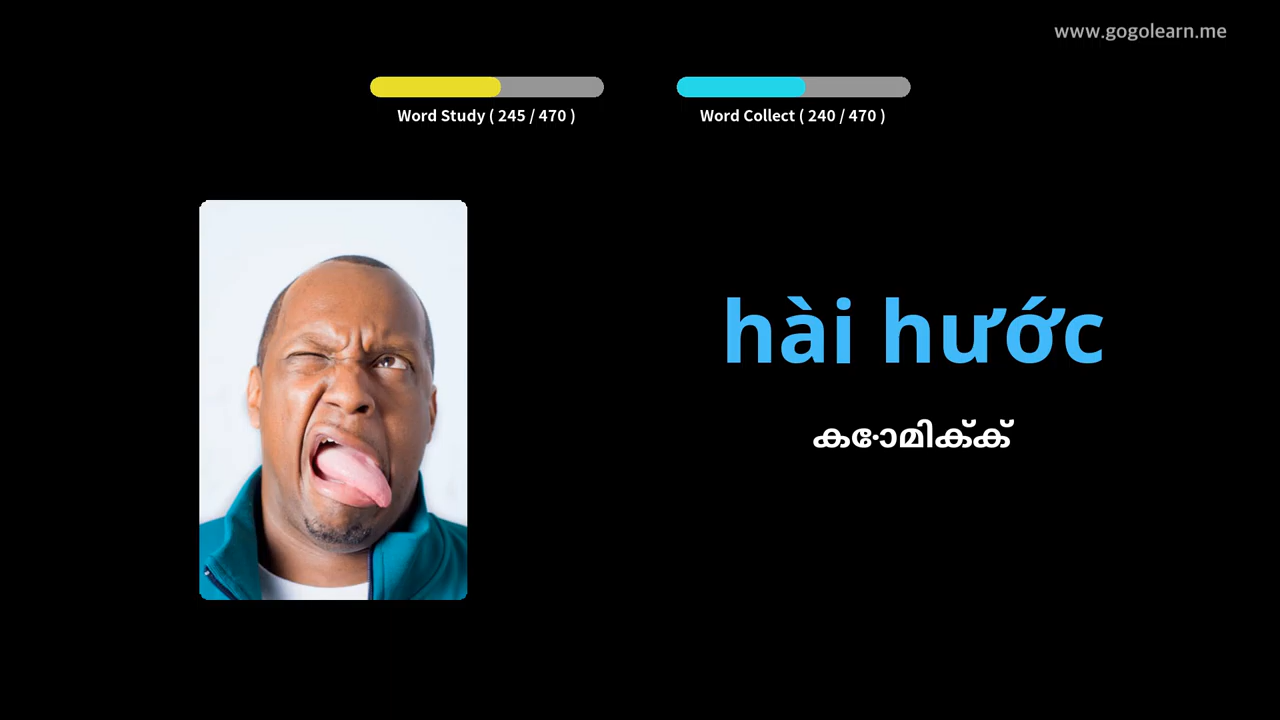 www.gogolearn.me
Word Study ( 245 / 470 )
Word Collect ( 240 / 470 )
hài hước
കോമിക്ക്